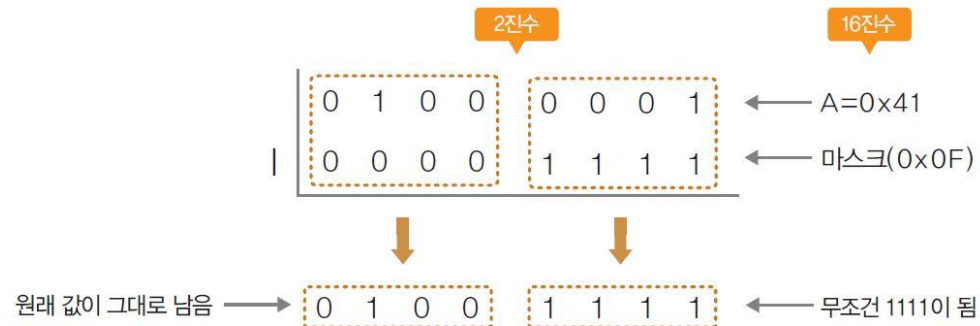 2진수 16진수
0 1 0 0 0 0 0 1 A=0x41
| 0 0 0 0 1 1 1 1 마스크(0x0F)
원래 값이 그대로 남음 0 1 0 0 1 1 1 1 무조건 1111이 됨